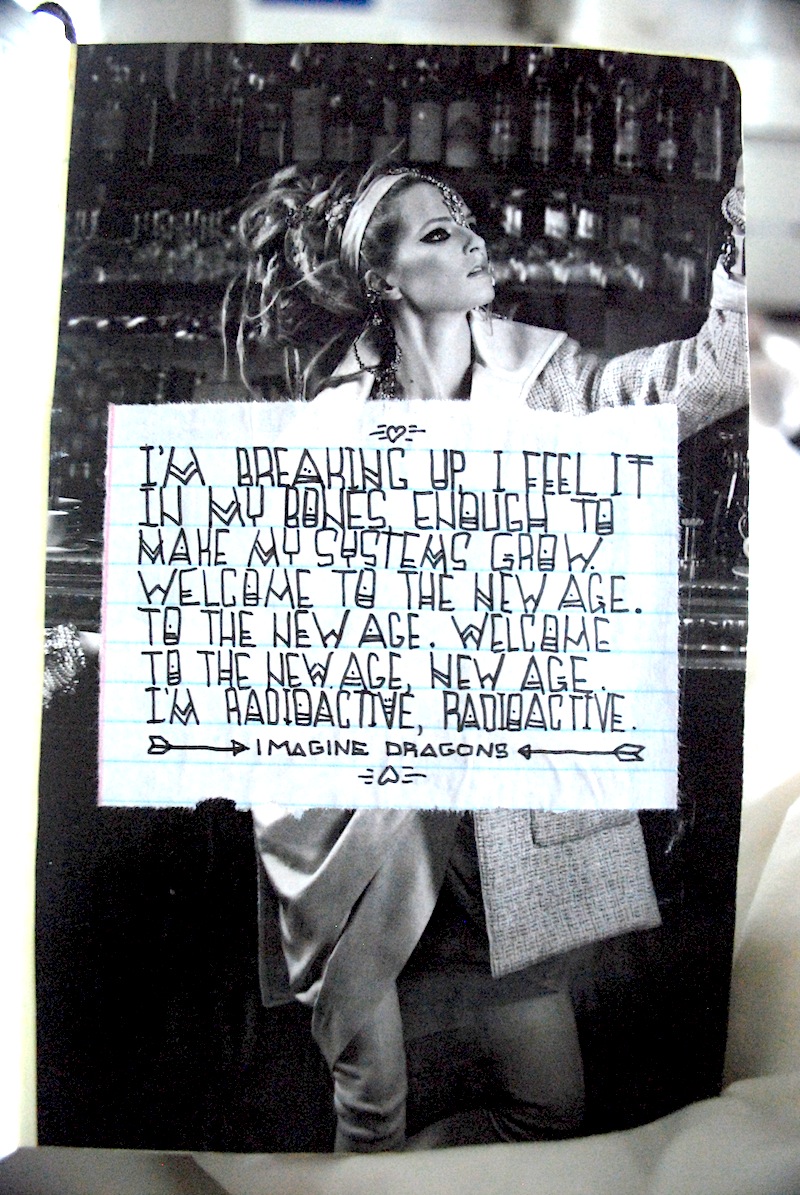 I'M BREAKING UP, I FEEL IT
IN MY BONES, ENOUGH TO
MAKE MY SYSTEMS GROW.
WELCOME TO THE NEW AGE.
TO THE NEW AGE. WELCOME
TO THE NEW AGE, NEW AGE.
I'M RADIOACTIVE, RADIOACTIVE.
IMAGINE DRAGONS